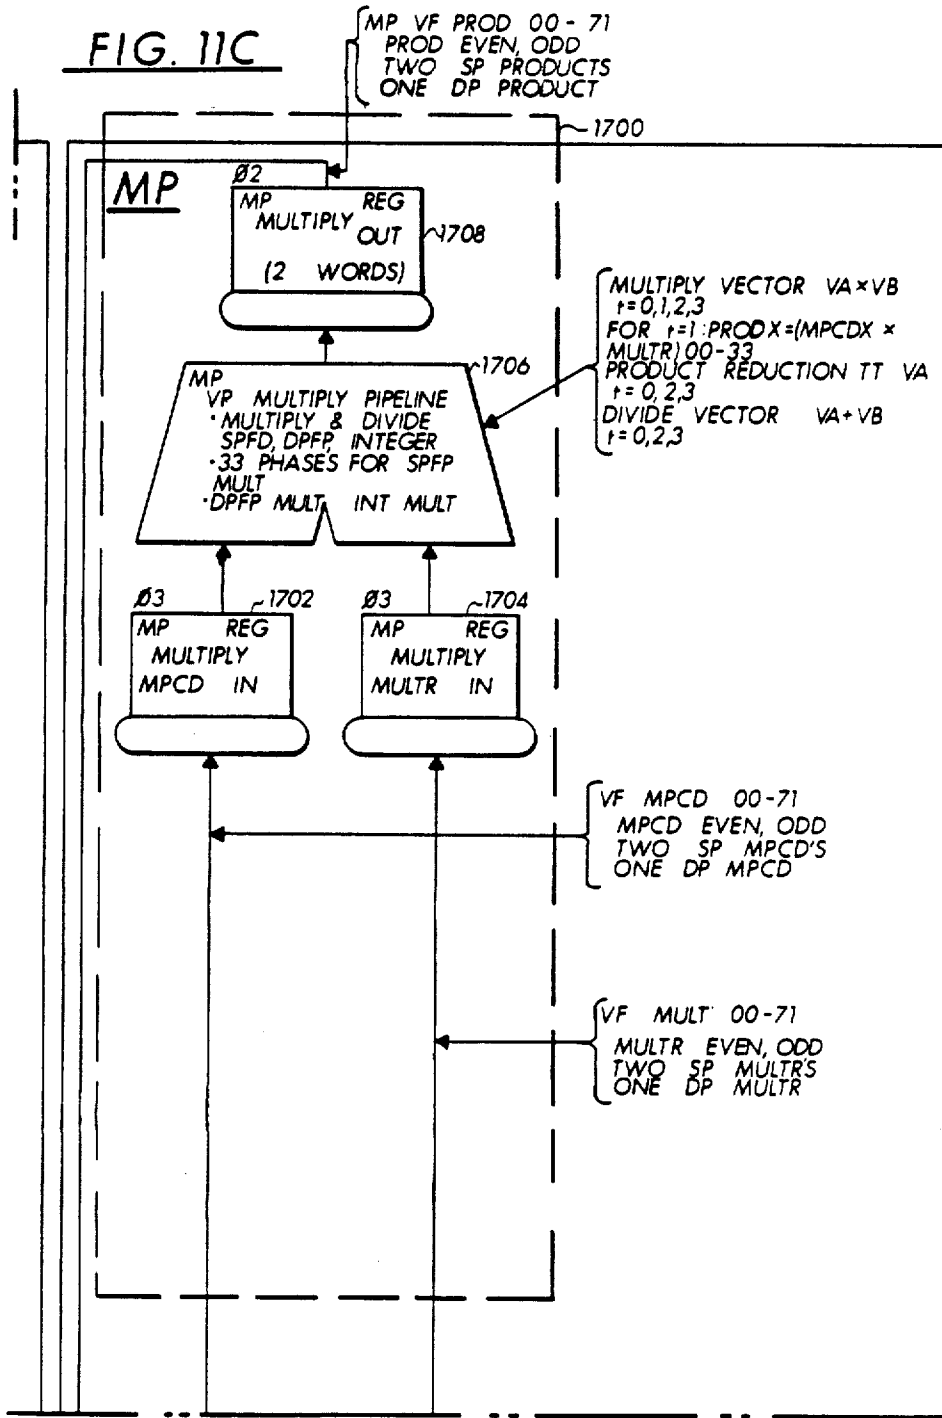 FIG. 11C
MP VF PROD 00-71
PROD EVEN, ODD
TWO SP PRODUCTS
ONE DP PRODUCT
1700
MP
Ø2
MP REG
MULTIPLY
OUT
(2 WORDS)
1708
MULTIPLY VECTOR VA×VB
t=0,1,2,3
FOR t=1:PRODX=(MPCDX ×
MULTR)00-33
PRODUCT REDUCTION TT VA
t=0,2,3
DIVIDE VECTOR VA÷VB
t=0,2,3
1706
MP
VP MULTIPLY PIPELINE
·MULTIPLY & DIVIDE
SPFD, DPFP, INTEGER
·33 PHASES FOR SPFP
MULT
·DPFP MULT INT MULT
Ø3
1702
MP REG
MULTIPLY
MPCD IN
Ø3
1704
MP REG
MULTIPLY
MULTR IN
VF MPCD 00-71
MPCD EVEN, ODD
TWO SP MPCD'S
ONE DP MPCD
VF MULT 00-71
MULTR EVEN, ODD
TWO SP MULTR'S
ONE DP MULTR